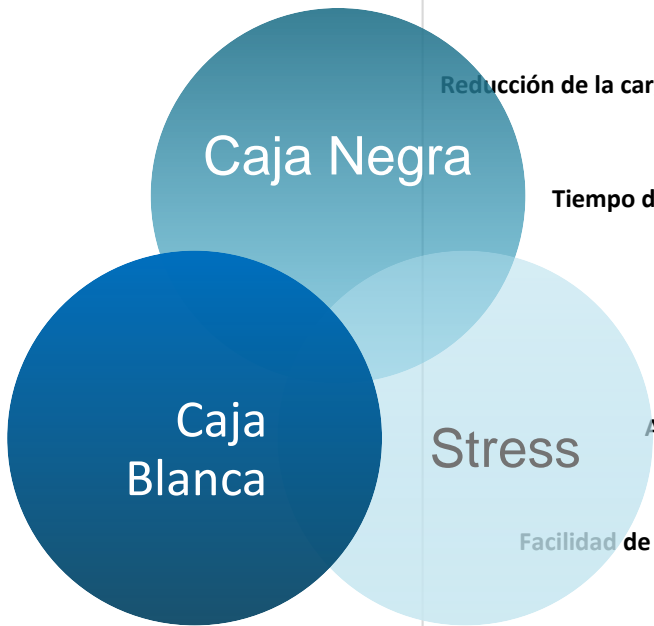 Reducción de la car
Caja Negra
Tiempo d
Caja
Blanca
Stress
A
Facilidad de